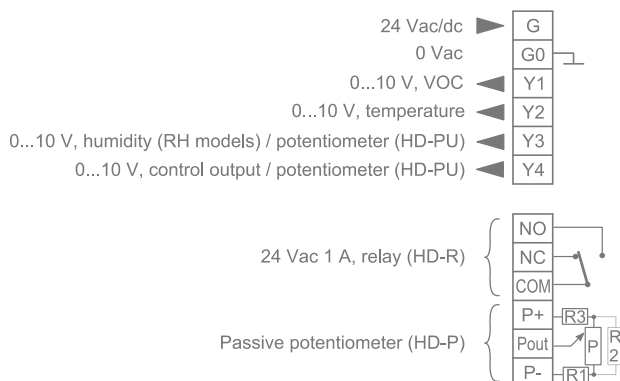 24 Vac/dc G
0 Vac G0
0...10 V, VOC Y1
0...10 V, temperature Y2
0...10 V, humidity (RH models) / potentiometer (HD-PU) Y3
0...10 V, control output / potentiometer (HD-PU) Y4
NO
24 Vac 1 A, relay (HD-R) NC
COM
P+ R3
Passive potentiometer (HD-P) Pout P R2
P- R1